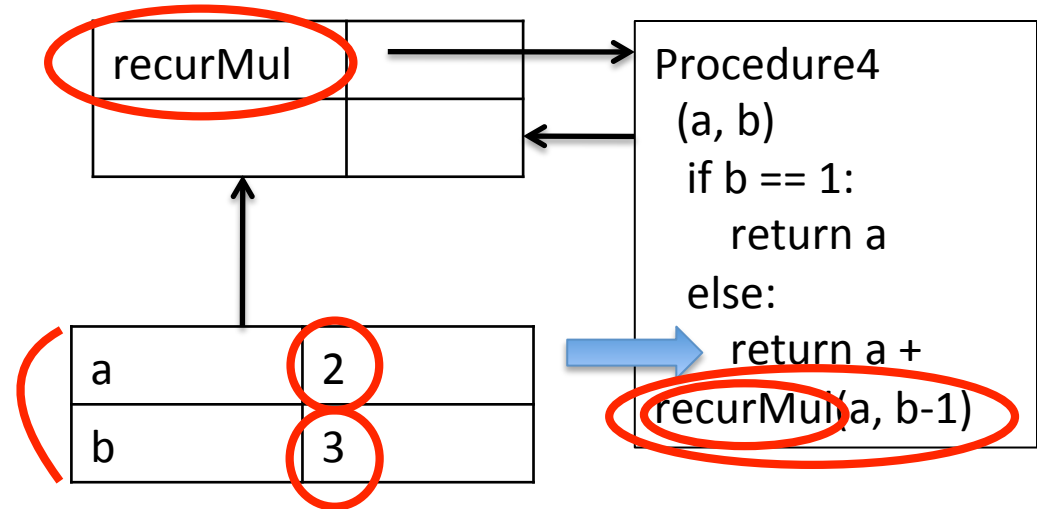 recurMul
Procedure4
(a, b)
if b == 1:
return a
else:
return a +
recurMul(a, b-1)
a 2
b 3